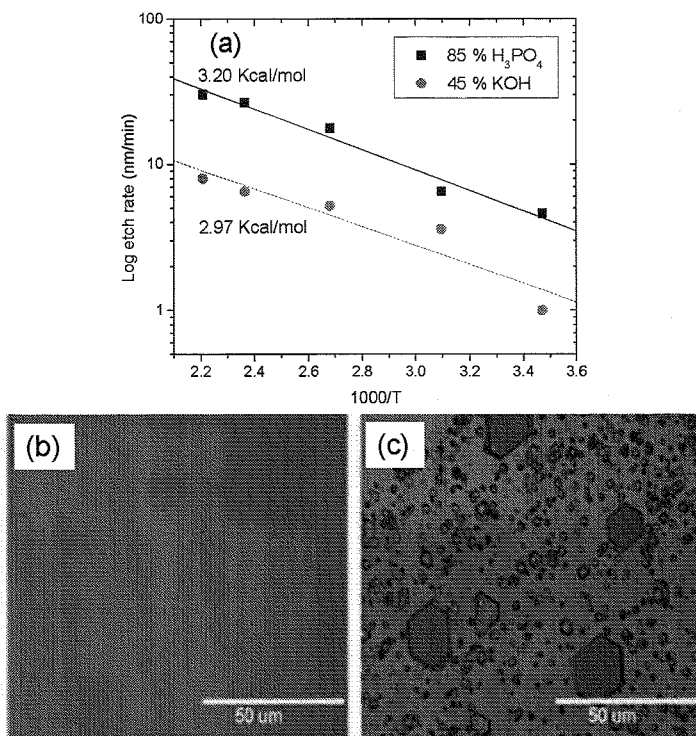 100
(a)
85 % H₃PO₄
45 % KOH
3.20 Kcal/mol
10
2.97 Kcal/mol
1
Log etch rate (nm/min)
2.2 2.4 2.6 2.8 3.0 3.2 3.4 3.6
1000/T
(b)
50 um
(c)
50 um